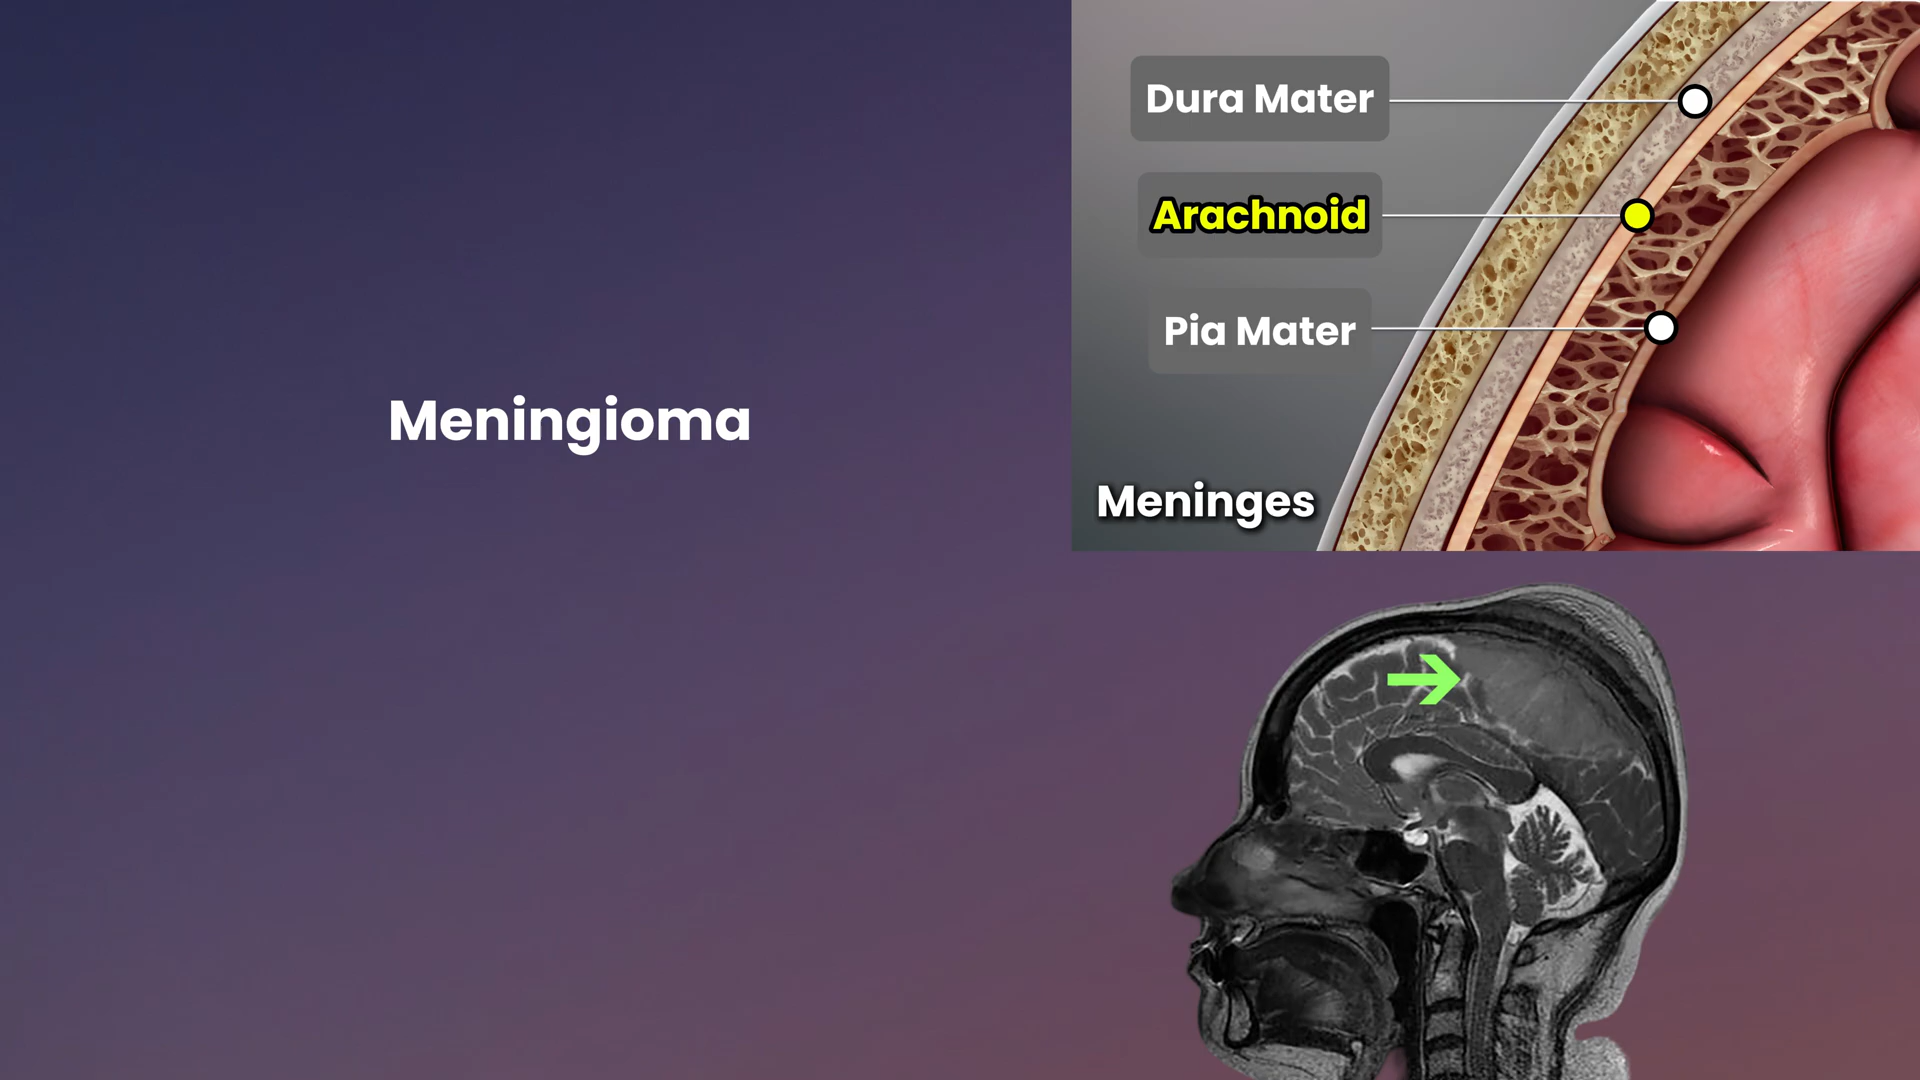 Meningioma
Dura Mater
Arachnoid
Pia Mater
Meninges